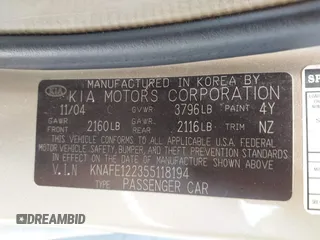 MANUFACTURED IN KOREA BY
KIA KIA MOTORS CORPORATION
11/04 GVWR 3796LB PAINT 4Y
GAWR FRONT 2160LB GAWR REAR 2116LB TRIM NZ
THIS VEHICLE CONFORMS TO ALL APPLICABLE U.S. FEDERAL
MOTOR VEHICLE SAFETY, BUMPER, AND THEFT PREVENTION
STANDARDS IN EFFECT ON THE DATE OF MANUFACTURE
SHOWN ABOVE.
V.I.N KNAFE122355118194
TYPE PASSENGER CAR
DREAMBID